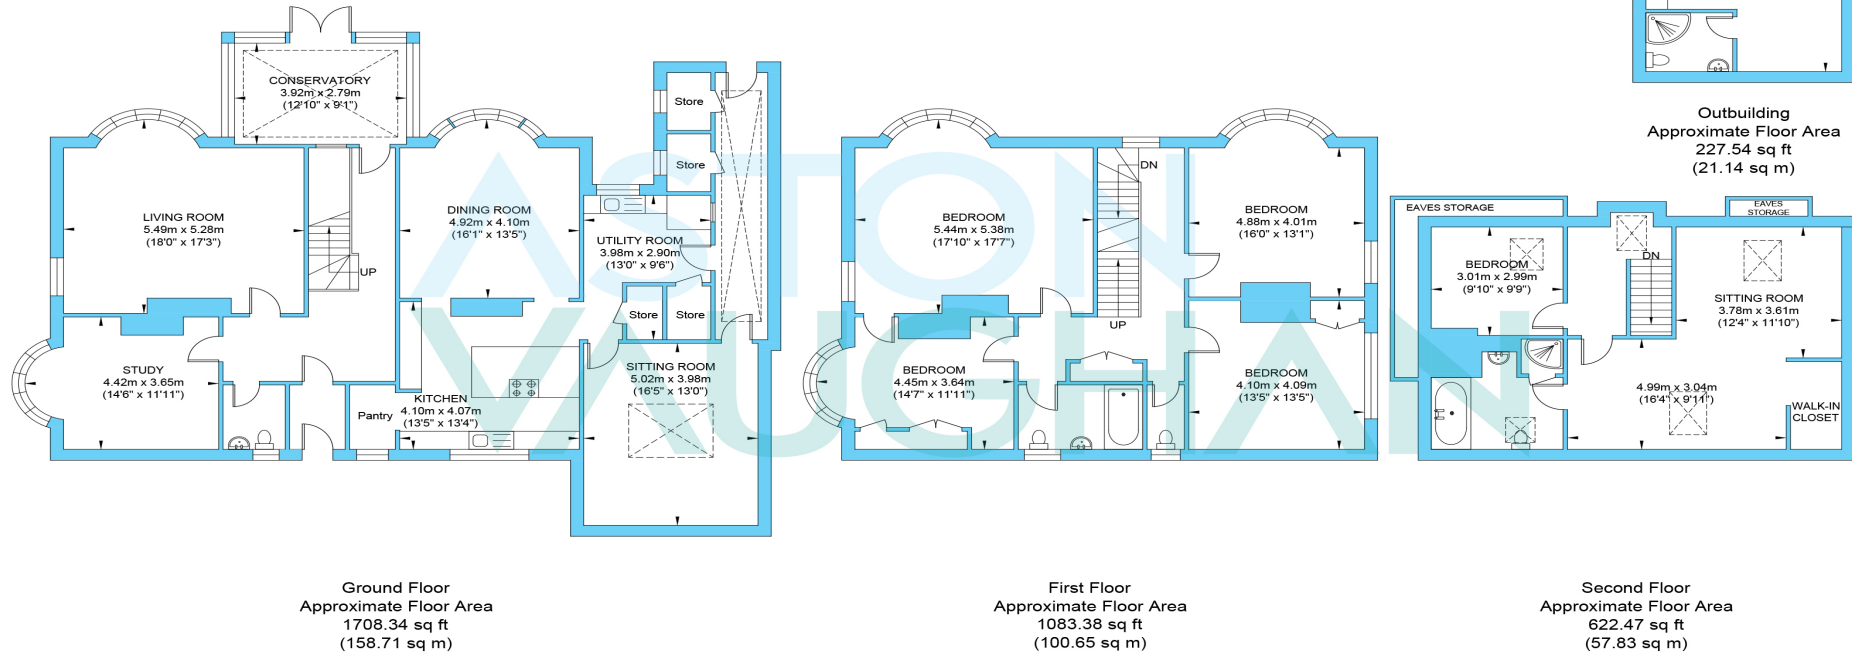 CONSERVATORY
3.92m x 2.79m
(12'10" x 9'1")
LIVING ROOM
5.49m x 5.28m
(18'0" x 17'3")
UP
DINING ROOM
4.92m x 4.10m
(16'1" x 13'5")
Store
Store
UTILITY ROOM
3.98m x 2.90m
(13'0" x 9'6")
Store
Store
STUDY
4.42m x 3.65m
(14'6" x 11'11")
Pantry
KITCHEN
4.10m x 4.07m
(13'5" x 13'4")
SITTING ROOM
5.02m x 3.98m
(16'5" x 13'0")
Ground Floor
Approximate Floor Area
1708.34 sq ft
(158.71 sq m)
BEDROOM
5.44m x 5.38m
(17'10" x 17'7")
DN
UP
BEDROOM
4.88m x 4.01m
(16'0" x 13'1")
BEDROOM
4.45m x 3.64m
(14'7" x 11'11")
BEDROOM
4.10m x 4.09m
(13'5" x 13'5")
First Floor
Approximate Floor Area
1083.38 sq ft
(100.65 sq m)
Outbuilding
Approximate Floor Area
227.54 sq ft
(21.14 sq m)
EAVES STORAGE
EAVES
STORAGE
BEDROOM
3.01m x 2.99m
(9'10" x 9'9")
DN
SITTING ROOM
3.78m x 3.61m
(12'4" x 11'10")
4.99m x 3.04m
(16'4" x 9'11")
WALK-IN
CLOSET
Second Floor
Approximate Floor Area
622.47 sq ft
(57.83 sq m)
ASTON
VAUGHAN